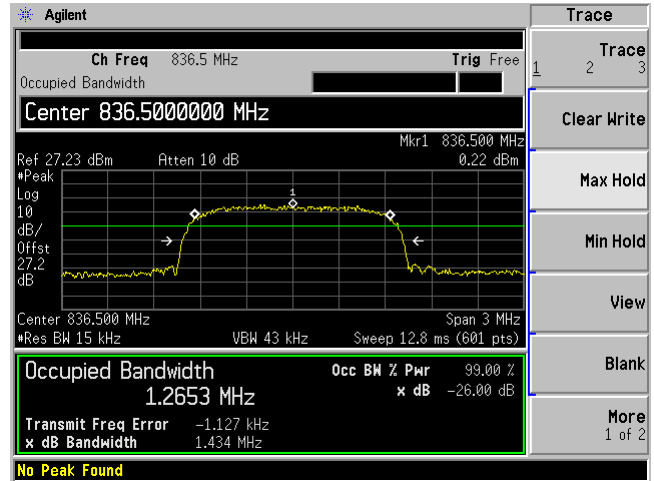 Agilent
Trace
Ch Freq 836.5 MHz Trig Free
Occupied Bandwidth
Center 836.5000000 MHz
Mkr1 836.500 MHz
Ref 27.23 dBm Atten 10 dB 0.22 dBm
#Peak
Log
10
dB/
Offst
27.2
dB
1
Center 836.500 MHz Span 3 MHz
#Res BW 15 kHz VBW 43 kHz Sweep 12.8 ms (601 pts)
Occupied Bandwidth
1.2653 MHz
Occ BW % Pwr 99.00 %
x dB -26.00 dB
Transmit Freq Error -1.127 kHz
x dB Bandwidth 1.434 MHz
No Peak Found
Trace
1 2 3
Clear Write
Max Hold
Min Hold
View
Blank
More
1 of 2